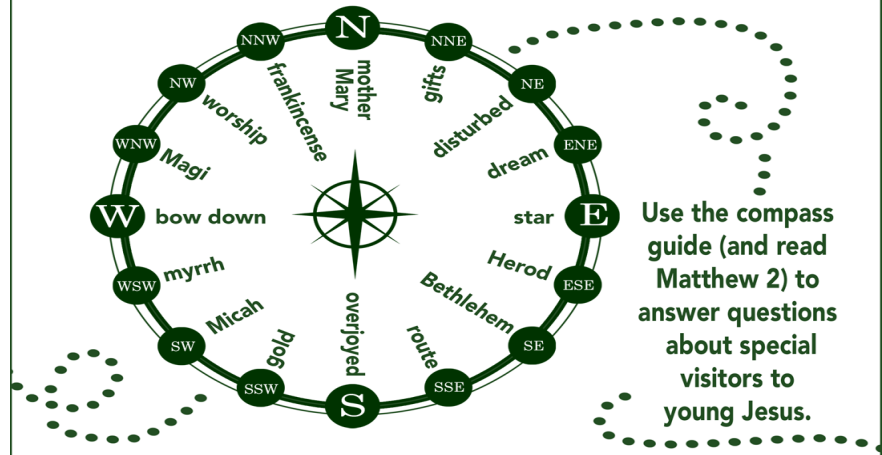 N
NNE
NE
ENE
E
ESE
SE
SSE
S
SSW
SW
WSW
W
WNW
NW
NNW
mother
Mary
gifts
disturbed
dream
star
Herod
Bethlehem
route
overjoyed
gold
Micah
myrrh
bow down
Magi
worship
frankincense
Use the compass
guide (and read
Matthew 2) to
answer questions
about special
visitors to
young Jesus.